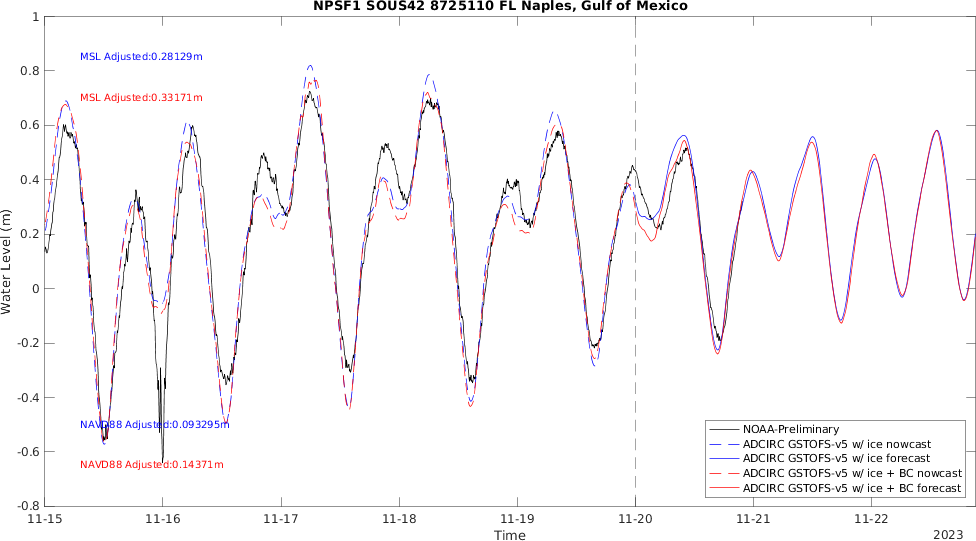 NPSF1 SOUS42 8725110 FL Naples, Gulf of Mexico
1
0.8
0.6
0.4
0.2
0
-0.2
-0.4
-0.6
-0.8
Water Level (m)
MSL Adjusted:0.28129m
MSL Adjusted:0.33171m
NAVD88 Adjusted:0.093295m
NAVD88 Adjusted:0.14371m
NOAA-Preliminary
ADCIRC GSTOFS-v5 w/ ice nowcast
ADCIRC GSTOFS-v5 w/ ice forecast
ADCIRC GSTOFS-v5 w/ ice + BC nowcast
ADCIRC GSTOFS-v5 w/ ice + BC forecast
11-15 11-16 11-17 11-18 11-19 11-20 11-21 11-22
Time
2023